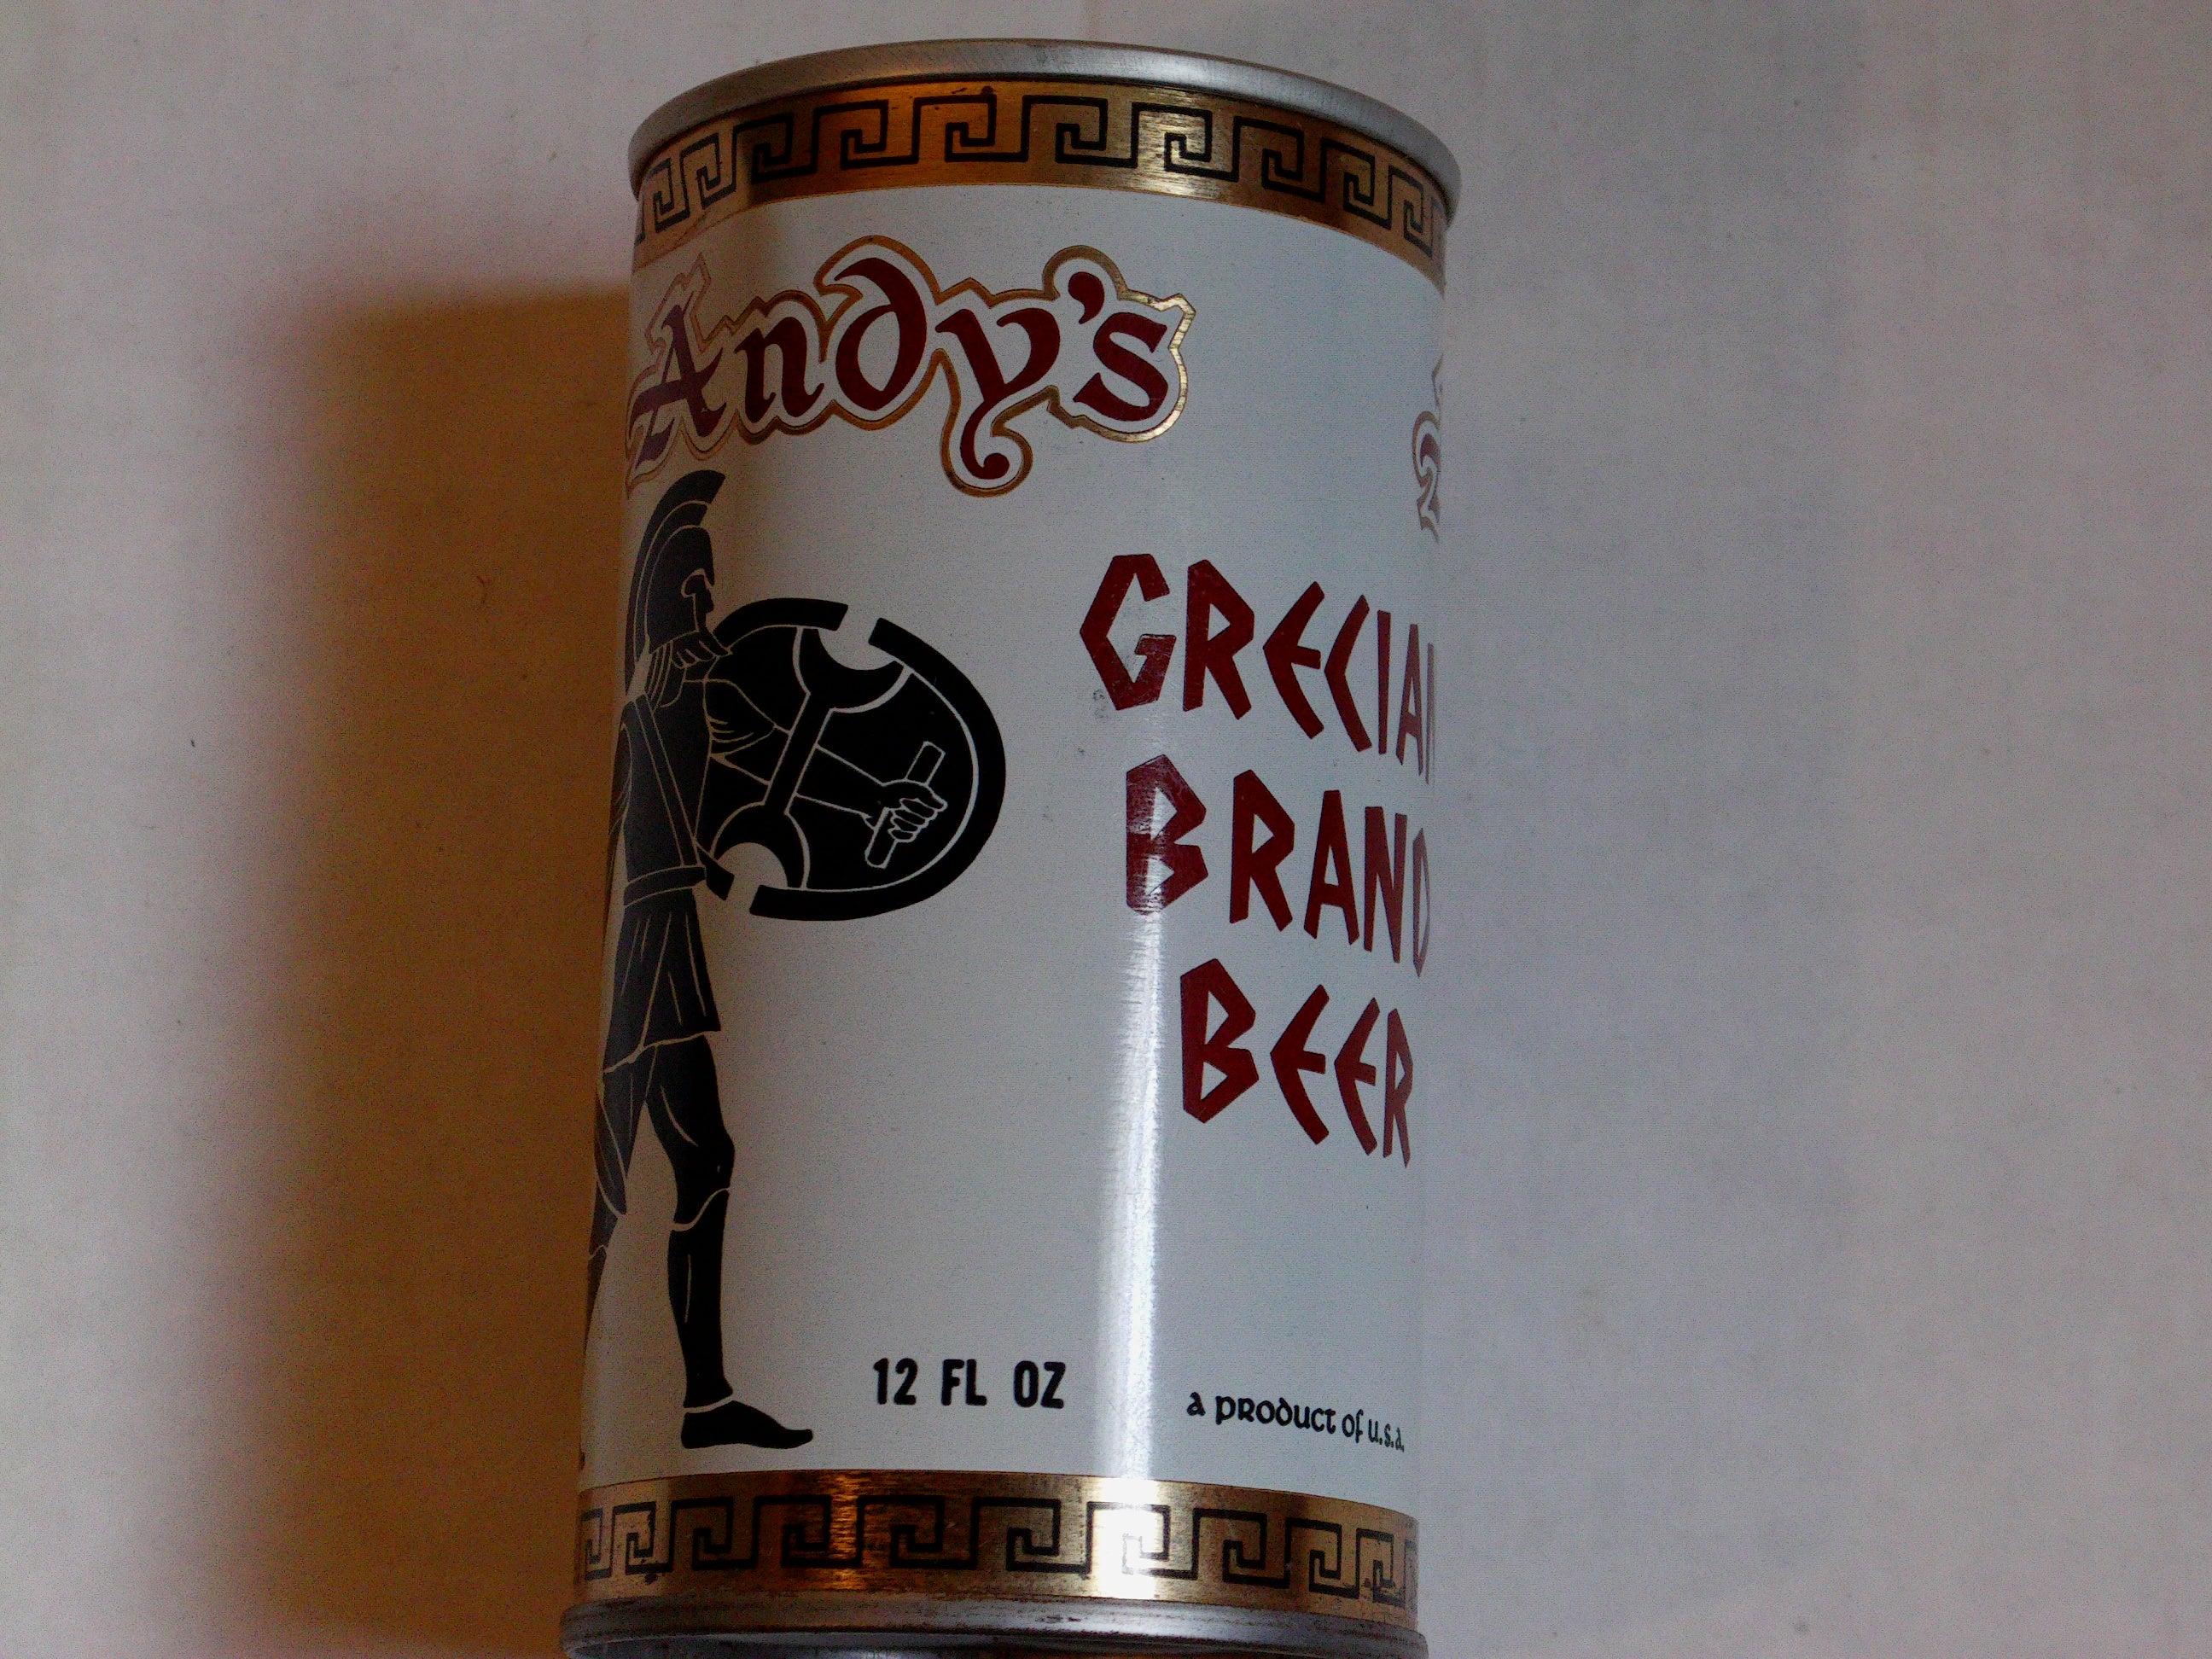 Andy's
GRECIAN
BRAND
BEER
12 FL OZ
a product of u.s.a.